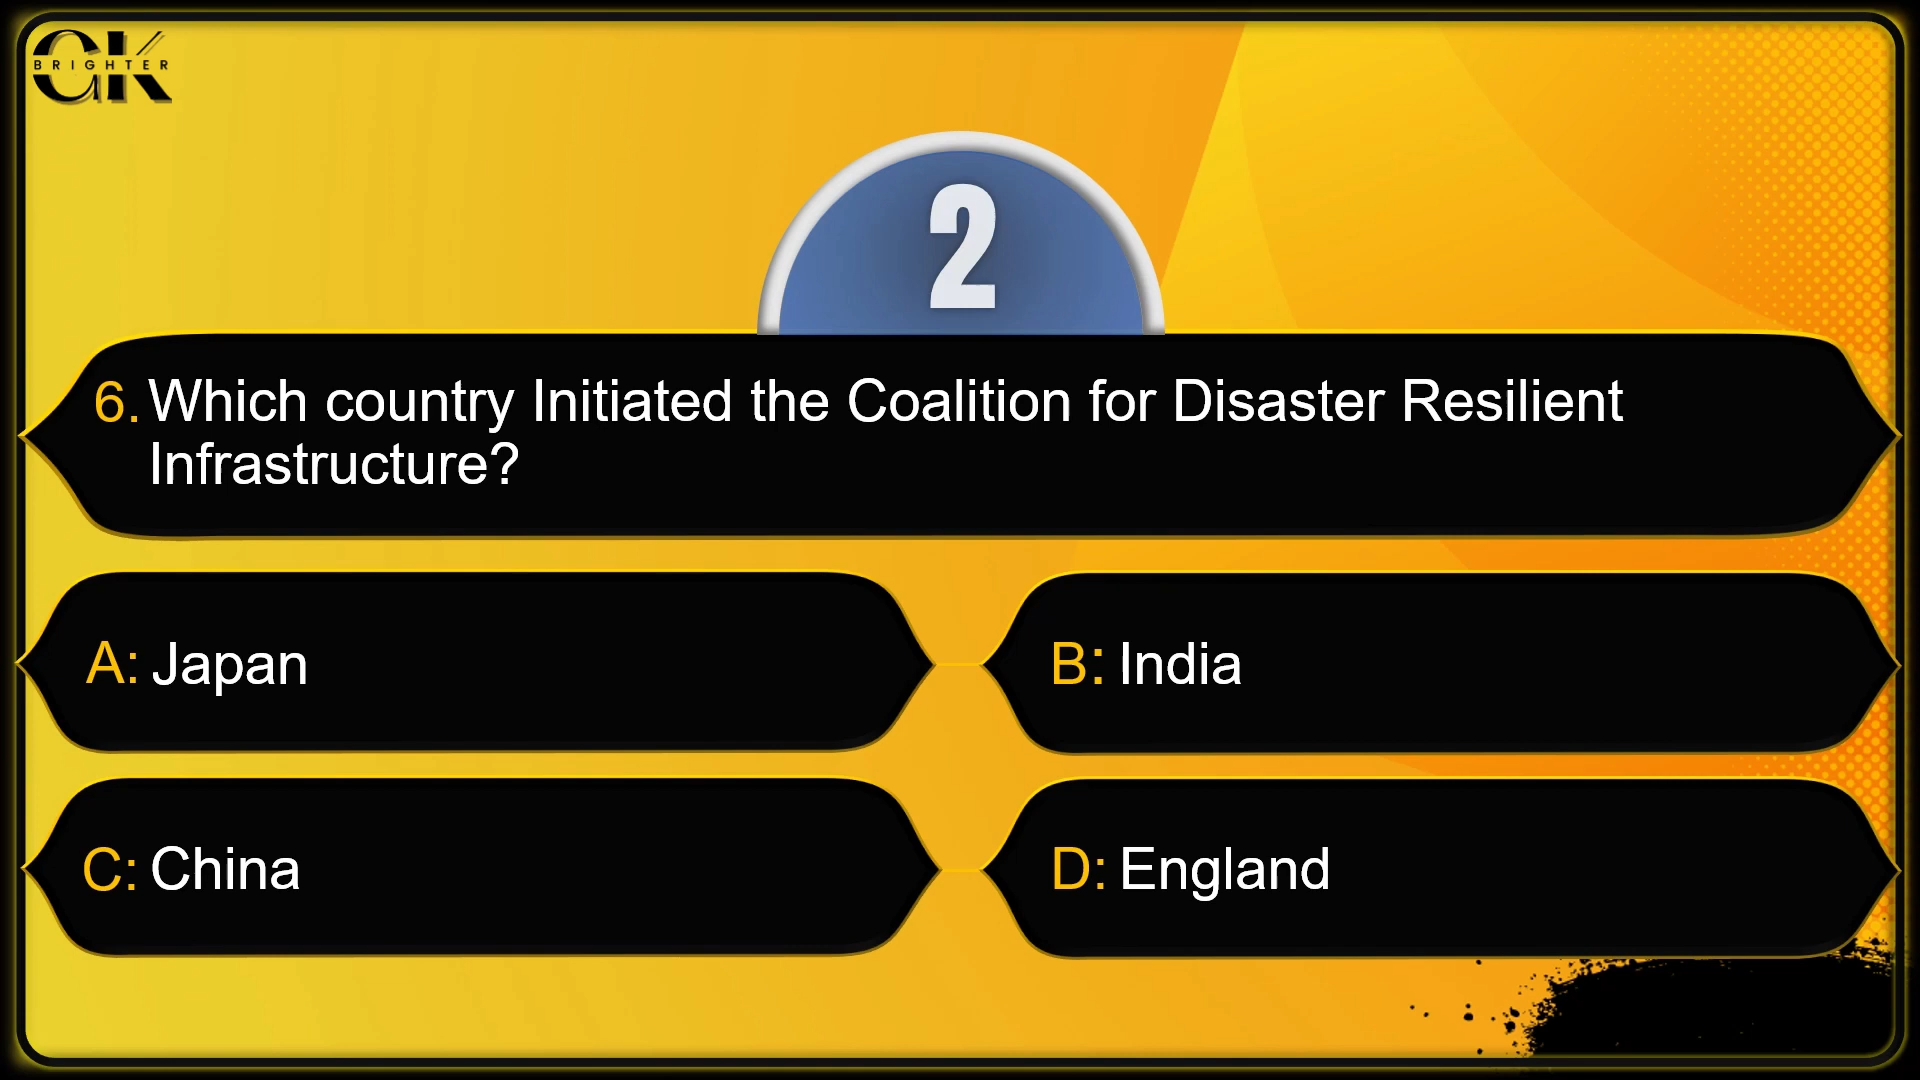 GK
BRIGHTER
2
6. Which country Initiated the Coalition for Disaster Resilient
Infrastructure?
A: Japan
B: India
C: China
D: England